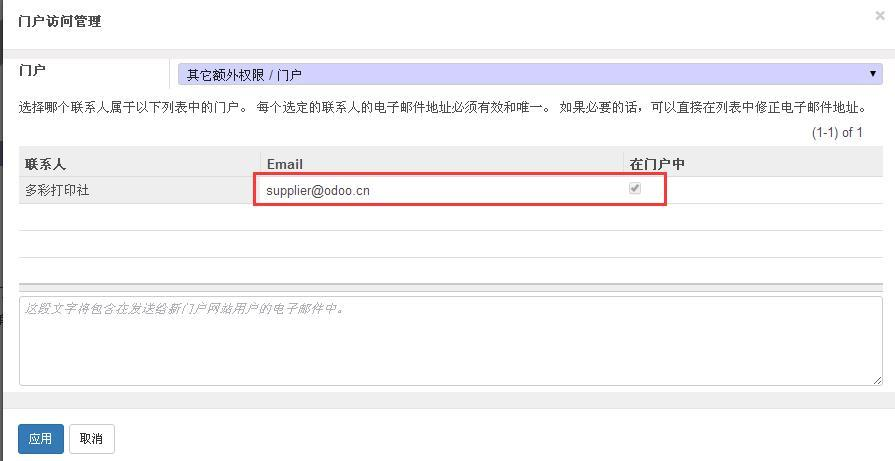 门户访问管理
门户
其它额外权限 / 门户
选择哪个联系人属于以下列表中的门户。 每个选定的联系人的电子邮件地址必须有效和唯一。 如果必要的话，可以直接在列表中修正电子邮件地址。
(1-1) of 1
联系人 Email 在门户中
多彩打印社 supplier@odoo.cn
这段文字将包含在发送给新门户网站用户的电子邮件中。
应用 取消